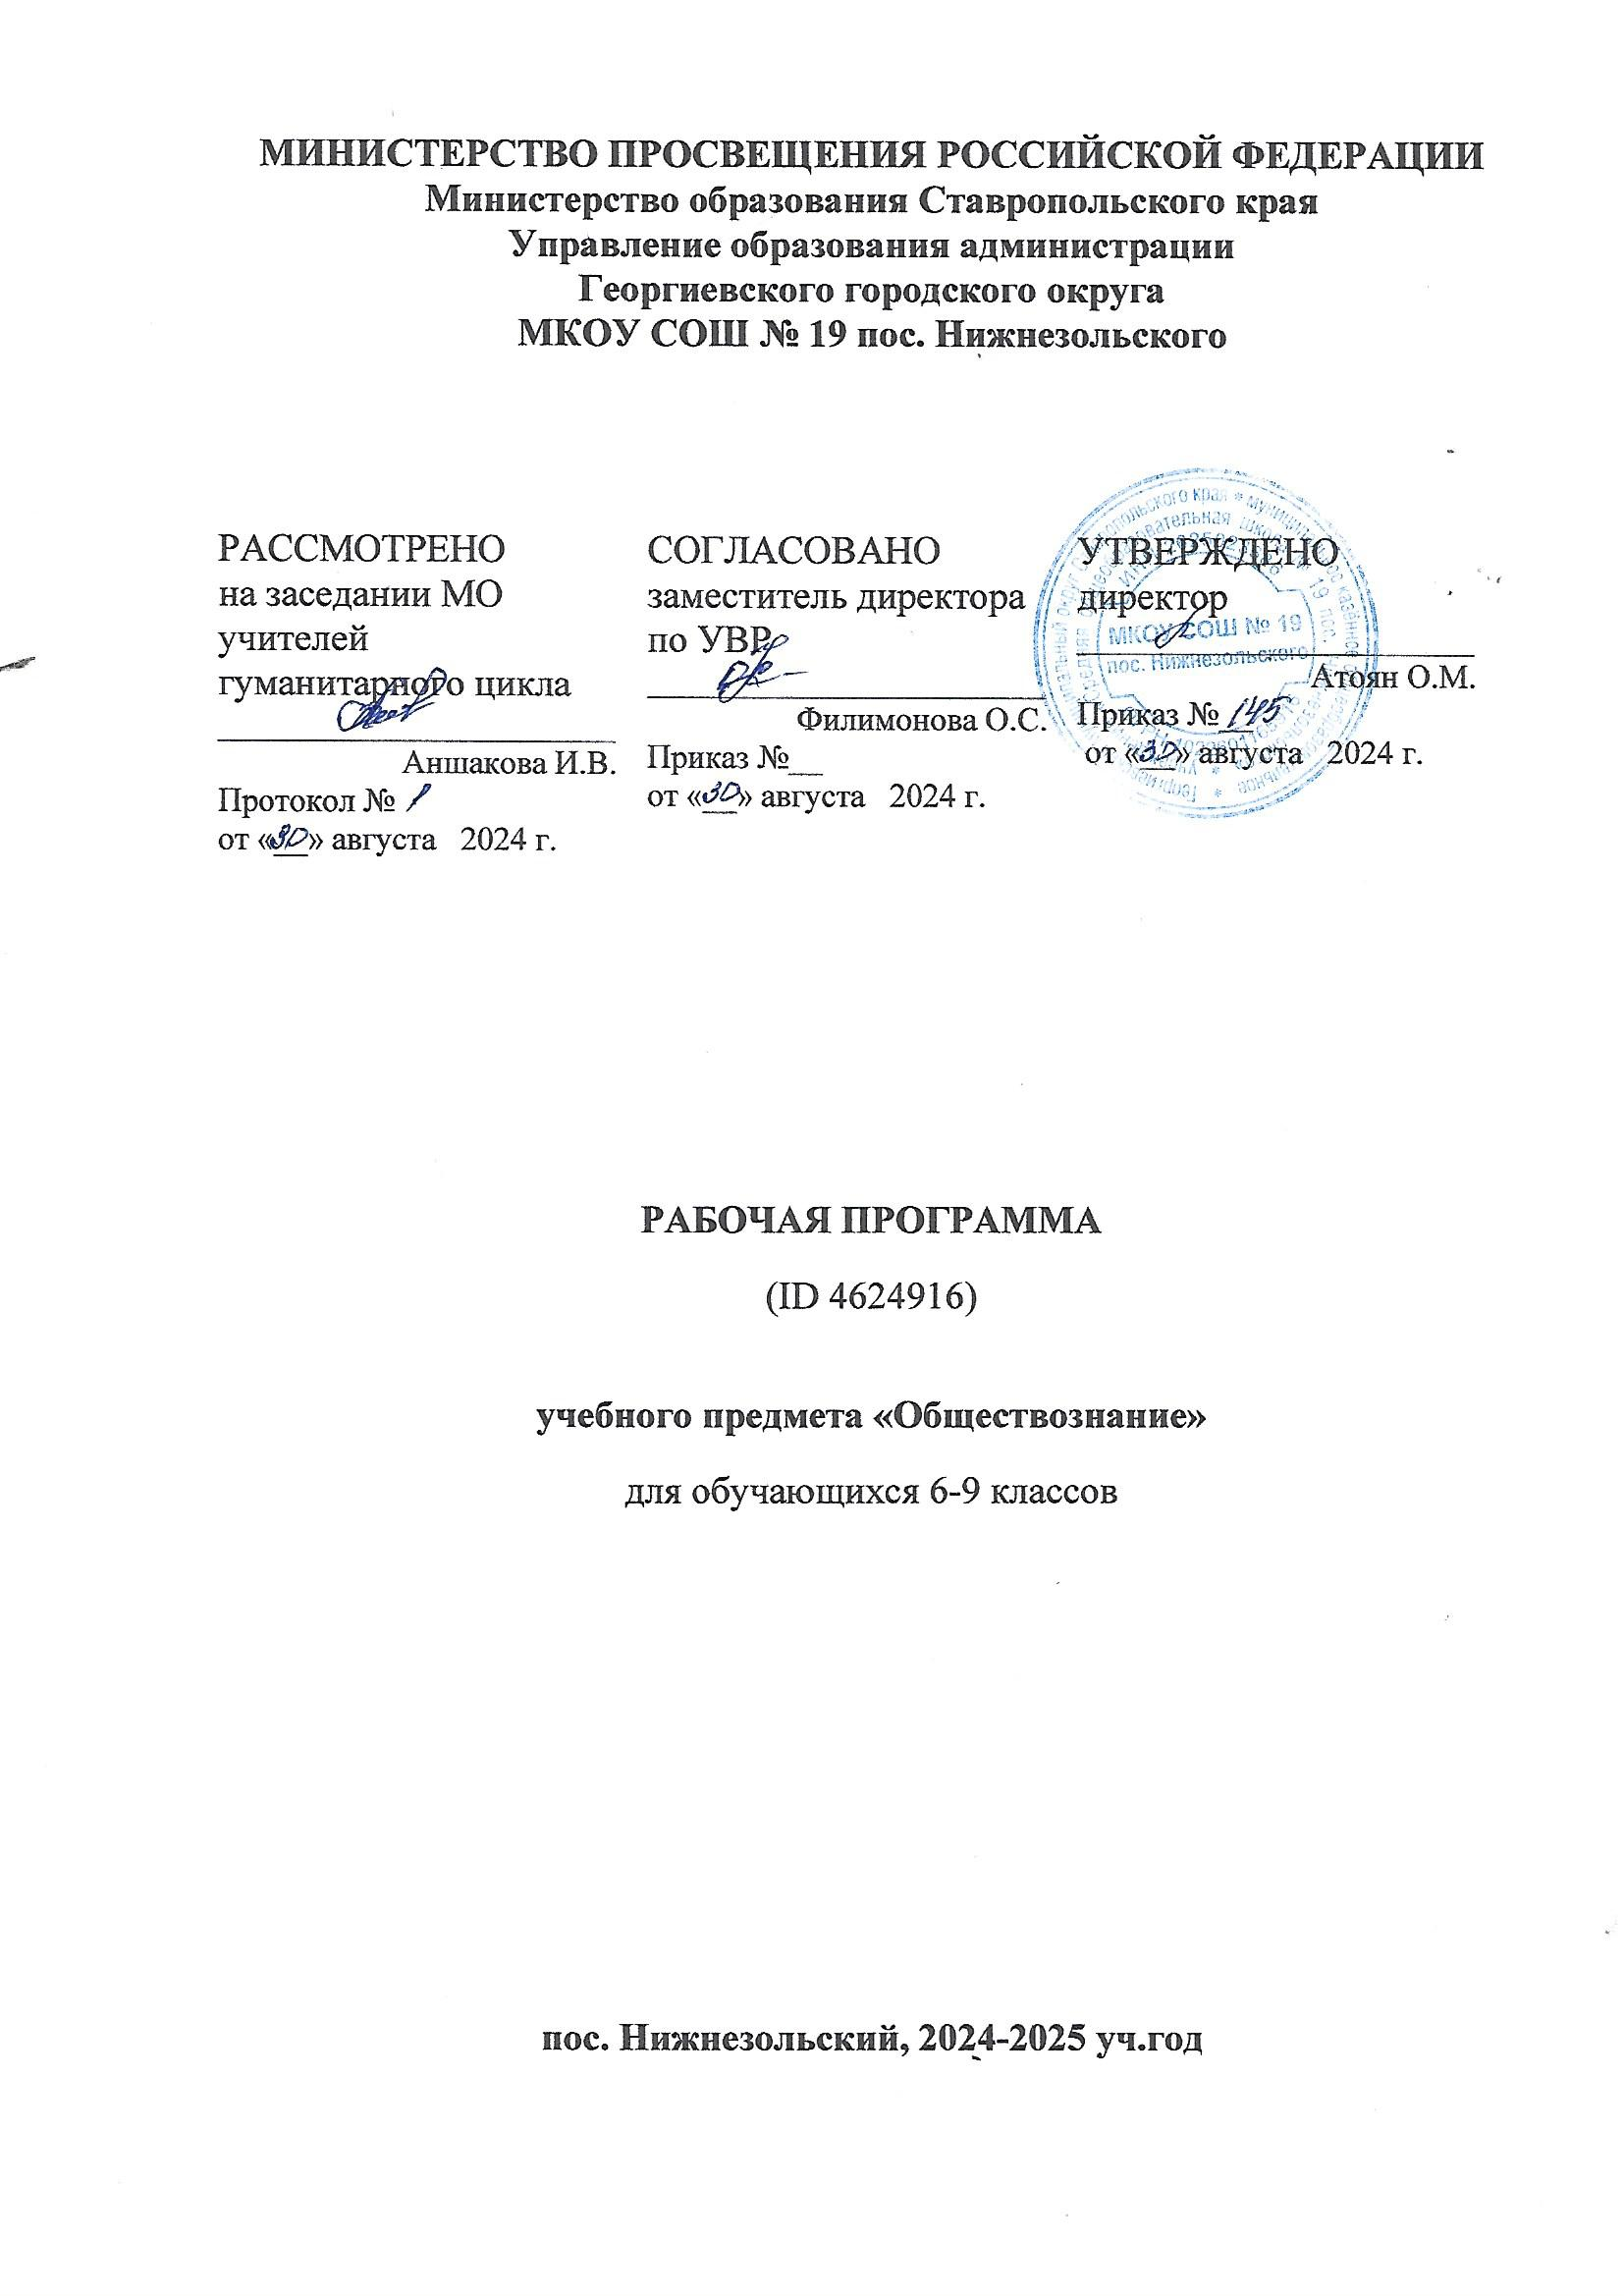 МИНИСТЕРСТВО ПРОСВЕЩЕНИЯ РОССИЙСКОЙ ФЕДЕРАЦИИ
Министерство образования Ставропольского края
Управление образования администрации
Георгиевского городского округа
МКОУ СОШ № 19 пос. Нижнезольского
РАССМОТРЕНО
на заседании МО
учителей
гуманитарного цикла
Аншакова И.В.
Протокол № 1
от «30» августа 2024 г.
СОГЛАСОВАНО
заместитель директора
по УВР
Филимонова О.С.
Приказ №__
от «30» августа 2024 г.
УТВЕРЖДЕНО
директор
Атоян О.М.
Приказ № 145
от «30» августа 2024 г.
МКОУ СОШ № 19
пос. Нижнезольского
РАБОЧАЯ ПРОГРАММА
(ID 4624916)
учебного предмета «Обществознание»
для обучающихся 6-9 классов
пос. Нижнезольский, 2024-2025 уч.год